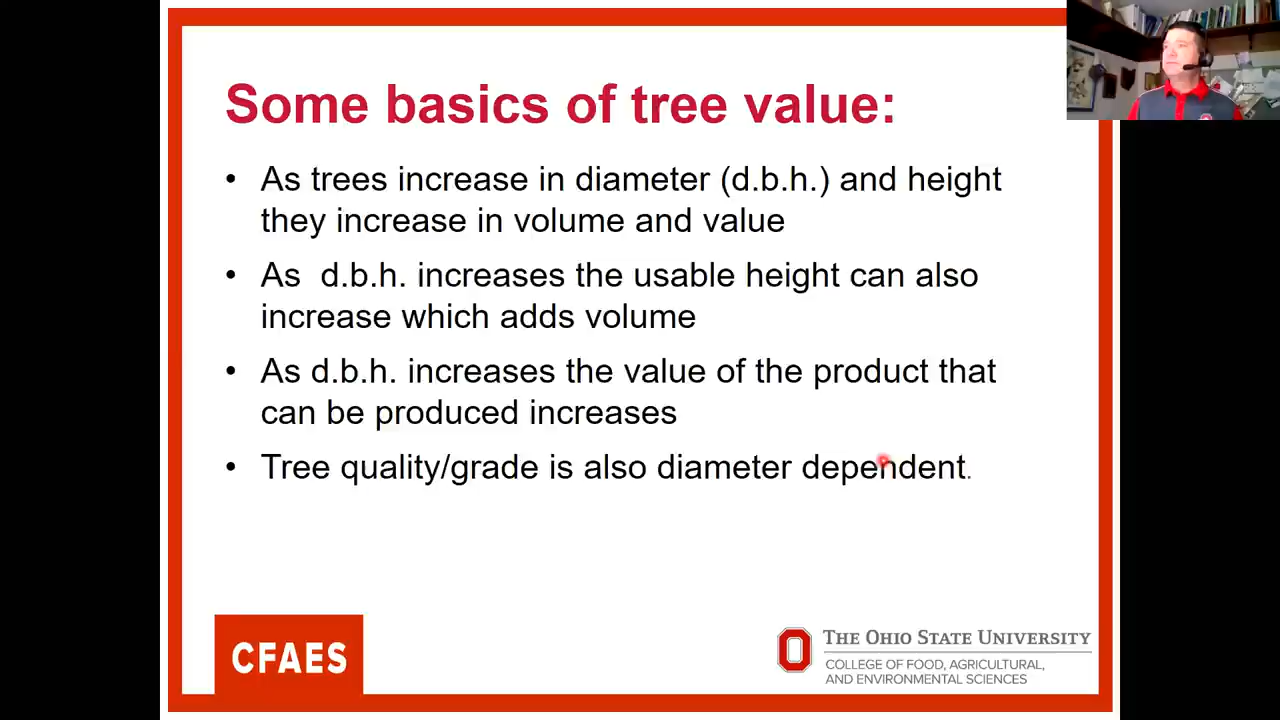 Some basics of tree value:
• As trees increase in diameter (d.b.h.) and height
they increase in volume and value
• As  d.b.h. increases the usable height can also
increase which adds volume
• As d.b.h. increases the value of the product that
can be produced increases
• Tree quality/grade is also diameter dependent.
CFAES
THE OHIO STATE UNIVERSITY
COLLEGE OF FOOD, AGRICULTURAL,
AND ENVIRONMENTAL SCIENCES